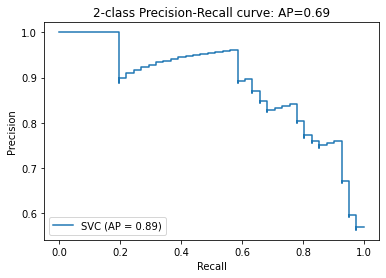 2-class Precision-Recall curve: AP=0.69
1.0
0.9
0.8
0.7
0.6
Precision
SVC (AP = 0.89)
0.0 0.2 0.4 0.6 0.8 1.0
Recall